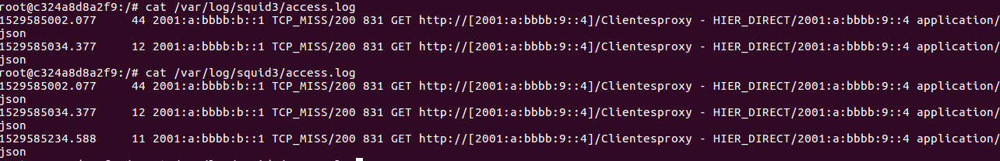 root@c324a8d8a2f9:/# cat /var/log/squid3/access.log
1529585002.077     44 2001:a:bbbb:b::1 TCP_MISS/200 831 GET http://[2001:a:bbbb:9::4]/Clientesproxy - HIER_DIRECT/2001:a:bbbb:9::4 application/
json
1529585034.377     12 2001:a:bbbb:b::1 TCP_MISS/200 831 GET http://[2001:a:bbbb:9::4]/Clientesproxy - HIER_DIRECT/2001:a:bbbb:9::4 application/
json
root@c324a8d8a2f9:/# cat /var/log/squid3/access.log
1529585002.077     44 2001:a:bbbb:b::1 TCP_MISS/200 831 GET http://[2001:a:bbbb:9::4]/Clientesproxy - HIER_DIRECT/2001:a:bbbb:9::4 application/
json
1529585034.377     12 2001:a:bbbb:b::1 TCP_MISS/200 831 GET http://[2001:a:bbbb:9::4]/Clientesproxy - HIER_DIRECT/2001:a:bbbb:9::4 application/
json
1529585234.588     11 2001:a:bbbb:b::1 TCP_MISS/200 831 GET http://[2001:a:bbbb:9::4]/Clientesproxy - HIER_DIRECT/2001:a:bbbb:9::4 application/
json